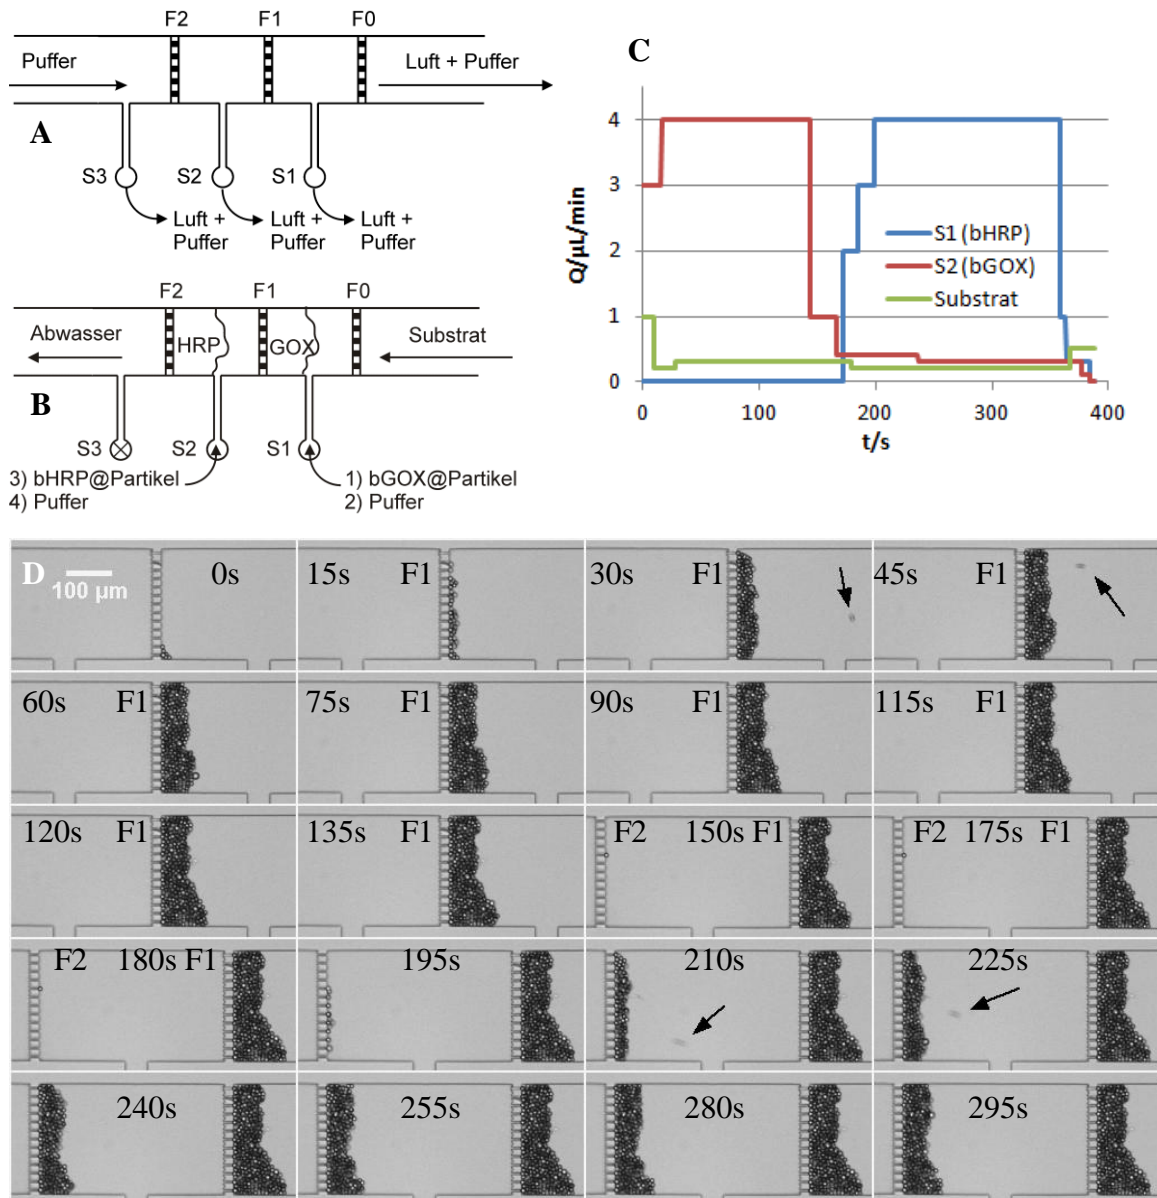 F2 F1 F0
Puffer
Luft + Puffer
A
S3 S2 S1
Luft + Luft + Luft +
Puffer Puffer Puffer
F2 F1 F0
Abwasser
HRP
GOX
Substrat
B
S3 S2 S1
3) bHRP@Partikel
4) Puffer
1) bGOX@Partikel
2) Puffer
C
Q/µL/min
4
3
2
1
0
S1 (bHRP)
S2 (bGOX)
Substrat
0 100 200 300 400
t/s
D 0s
100 µm
15s F1
30s F1
45s F1
60s F1
75s F1
90s F1
115s F1
120s F1
135s F1
F2 150s F1
F2 175s F1
F2 180s F1
195s
210s
225s
240s
255s
280s
295s